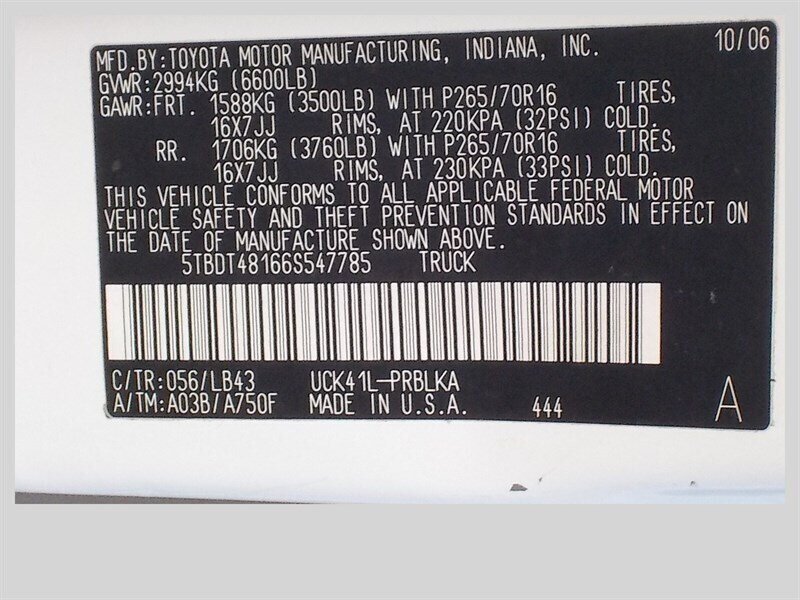 MFD.BY:TOYOTA MOTOR MANUFACTURING, INDIANA, INC. 10/06
GVWR:2994KG (6600LB)
GAWR:FRT. 1588KG (3500LB) WITH P265/70R16 TIRES,
16X7JJ RIMS, AT 220KPA (32PSI) COLD.
RR. 1706KG (3760LB) WITH P265/70R16 TIRES,
16X7JJ RIMS, AT 230KPA (33PSI) COLD.
THIS VEHICLE CONFORMS TO ALL APPLICABLE FEDERAL MOTOR
VEHICLE SAFETY AND THEFT PREVENTION STANDARDS IN EFFECT ON
THE DATE OF MANUFACTURE SHOWN ABOVE.
5TBDT48166S547785 TRUCK
C/TR:056/LB43 UCK41L-PRBLKA
A/TM:A03B/A750F MADE IN U.S.A. 444 A